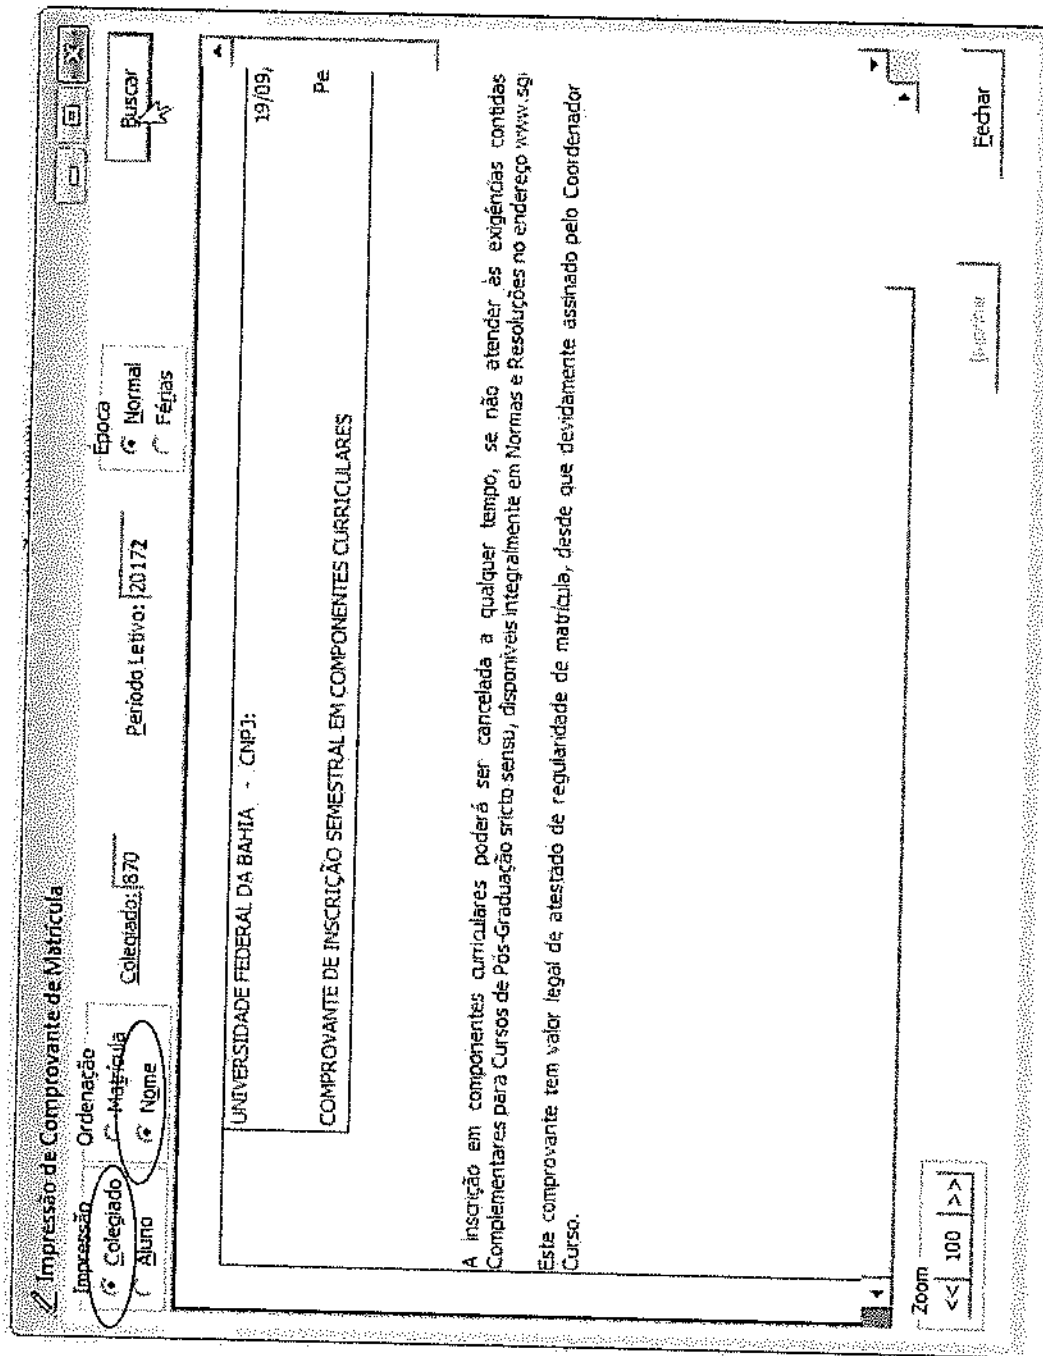 Impressão de Comprovante de Matrícula
Impressão
Colegiado
Aluno
Ordenação
Matrícula
Nome
Colegiado: 870
Período Letivo: 20172
Época
Normal
Férias
Buscar
UNIVERSIDADE FEDERAL DA BAHIA - CNPJ:
19/09,
COMPROVANTE DE INSCRIÇÃO SEMESTRAL EM COMPONENTES CURRICULARES
Pe
A inscrição em componentes curriculares poderá ser cancelada a qualquer tempo, se não atender às exigências contidas
Complementares para Cursos de Pós-Graduação sricto sensu, disponíveis integralmente em Normas e Resoluções no endereço www.sgi
Este comprovante tem valor legal de atestado de regularidade de matrícula, desde que devidamente assinado pelo Coordenador
Curso.
Zoom
<< 100 >>
Imprimir
Fechar